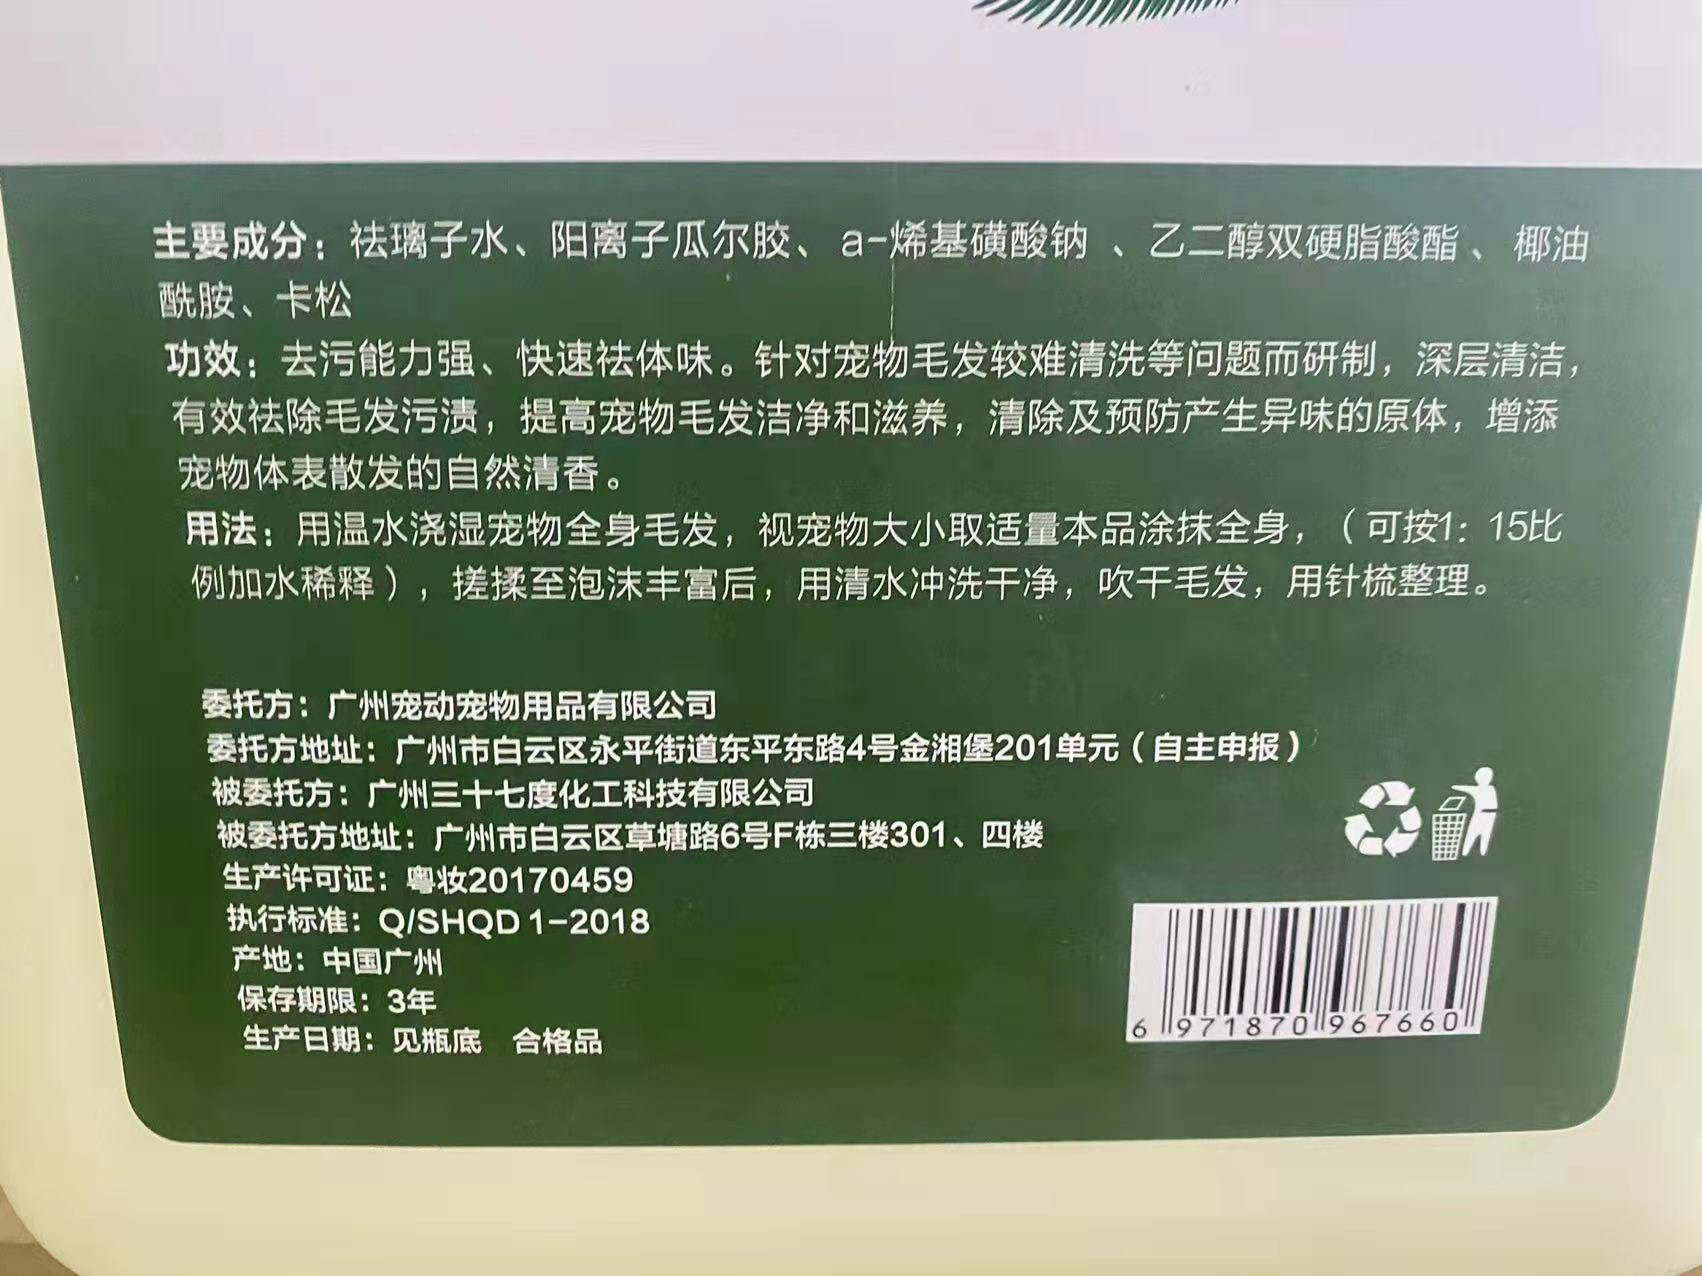 主要成分：祛璃子水、阳离子瓜尔胶、a-烯基磺酸钠、乙二醇双硬脂酸酯、椰油
酰胺、卡松
功效：去污能力强、快速祛体味。针对宠物毛发较难清洗等问题而研制，深层清洁，
有效祛除毛发污渍，提高宠物毛发洁净和滋养，清除及预防产生异味的原体，增添
宠物体表散发的自然清香。
用法：用温水浇湿宠物全身毛发，视宠物大小取适量本品涂抹全身，（可按1：15比
例加水稀释），搓揉至泡沫丰富后，用清水冲洗干净，吹干毛发，用针梳整理。
委托方：广州宠动宠物用品有限公司
委托方地址：广州市白云区永平街道东平东路4号金湘堡201单元（自主申报）
被委托方：广州三十七度化工科技有限公司
被委托方地址：广州市白云区草塘路6号F栋三楼301、四楼
生产许可证：粤妆20170459
执行标准：Q/SHQD 1-2018
产地：中国广州
保存期限：3年
生产日期：见瓶底 合格品
6 971870 967660